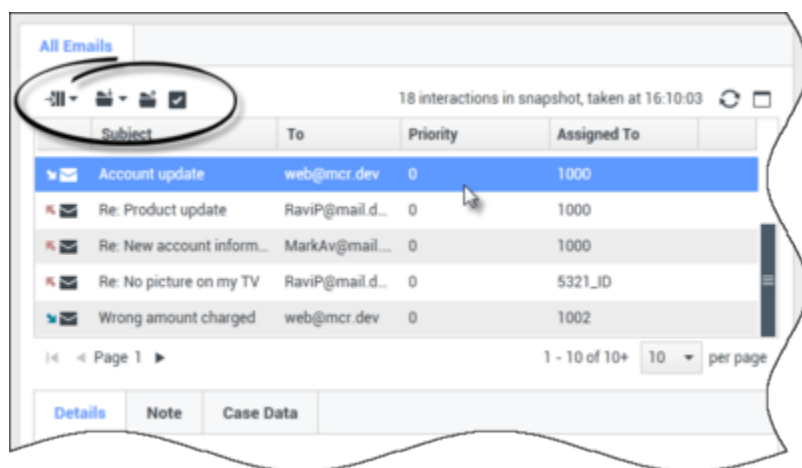 All Emails
18 interactions in snapshot, taken at 16:10:03
Subject To Priority Assigned To
Account update web@mcr.dev 0 1000
Re: Product update RaviP@mail.d... 0 1000
Re: New account inform... MarkAv@mail.... 0 1000
Re: No picture on my TV RaviP@mail.d... 0 5321_ID
Wrong amount charged web@mcr.dev 0 1002
Page 1 1 - 10 of 10+ 10 per page
Details Note Case Data